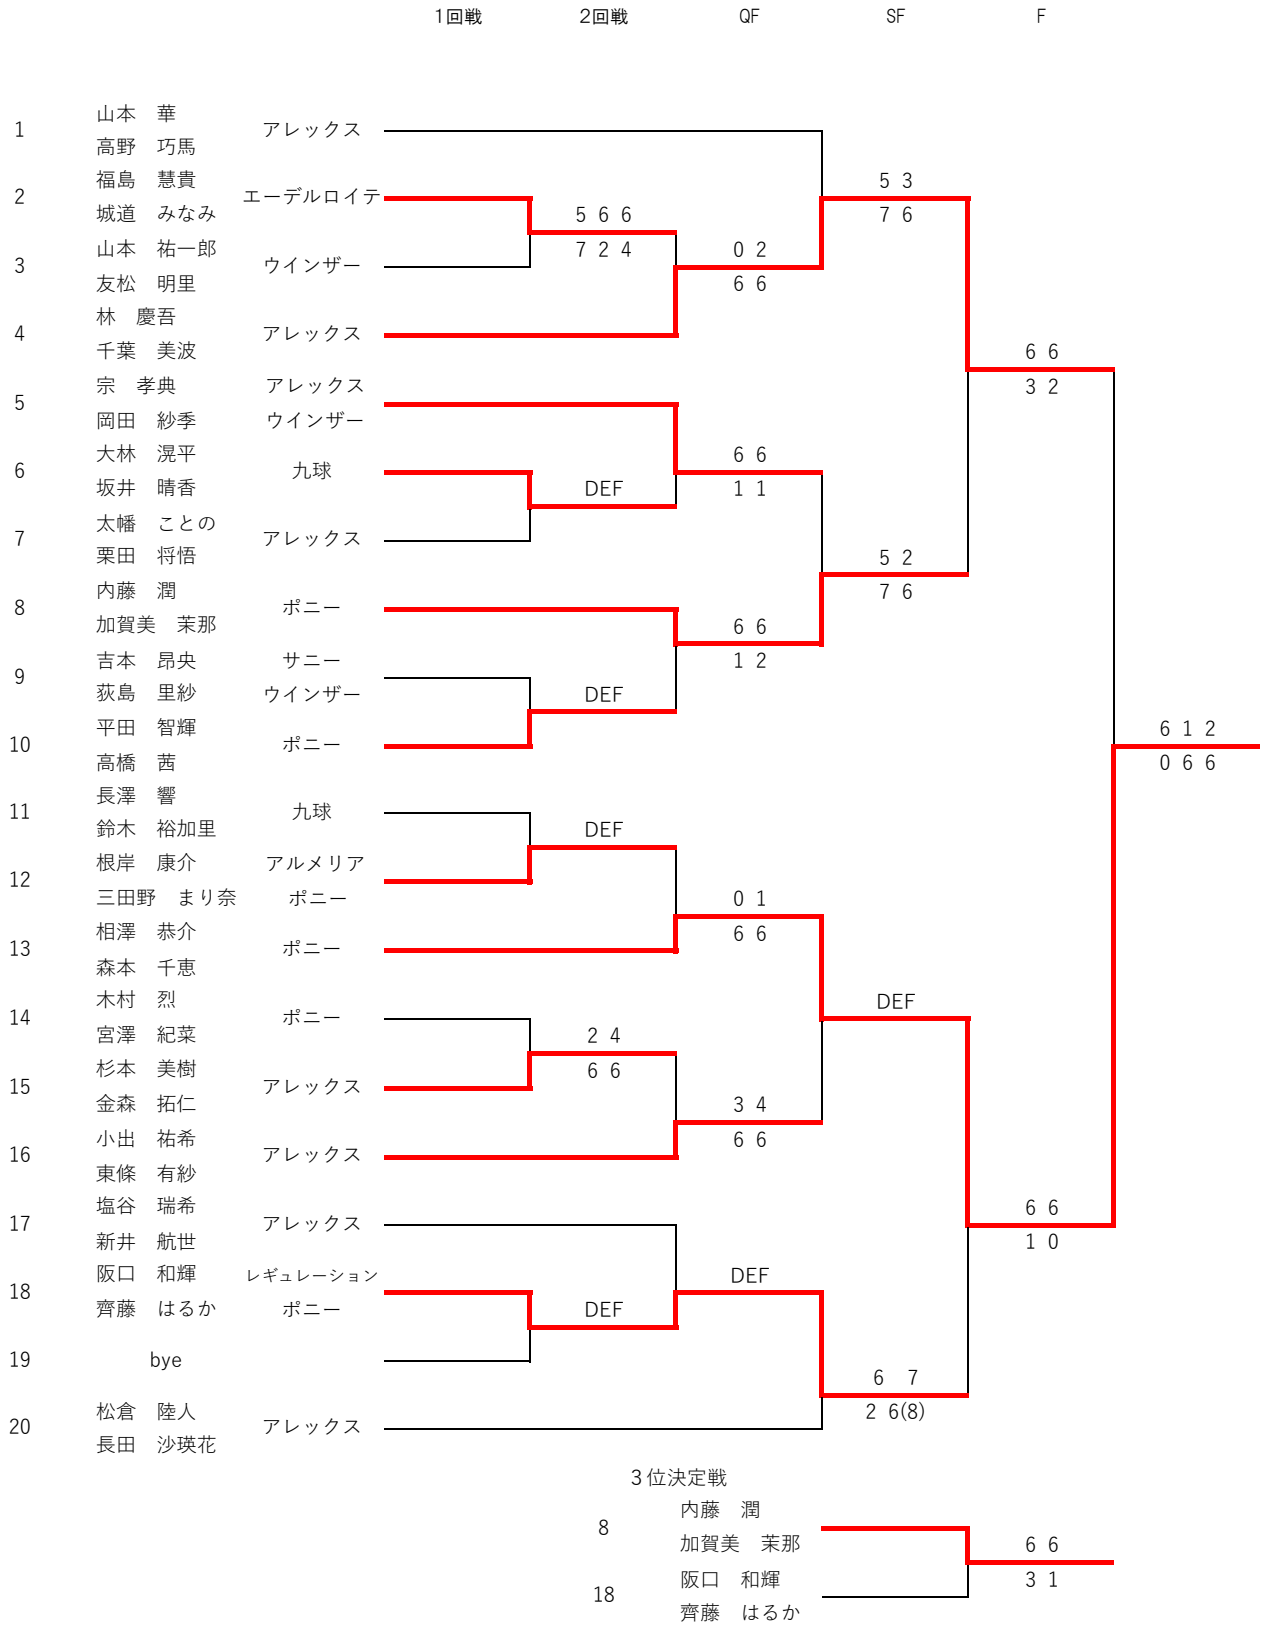 1回戦 2回戦 QF SF F
山本 華
1 アレックス
高野 巧馬
福島 慧貴 5 3
2 エーデルロイテ
城道 みなみ 5 6 6 7 6
山本 祐一郎 7 2 4 0 2
3 ウインザー
友松 明里 6 6
林 慶吾
4 アレックス
千葉 美波 6 6
宗 孝典 アレックス 3 2
5
岡田 紗季 ウインザー
大林 滉平 6 6
6 九球
坂井 晴香 DEF 1 1
太幡 ことの
7 アレックス
栗田 将悟 5 2
内藤 潤 7 6
8 ポニー
加賀美 茉那 6 6
吉本 昂央 サニー 1 2
9
荻島 里紗 ウインザー DEF
平田 智輝 6 1 2
10 ポニー
高橋 茜 0 6 6
長澤 響
11 九球
鈴木 裕加里 DEF
根岸 康介 アルメリア
12
三田野 まり奈 ポニー 0 1
相澤 恭介 6 6
13 ポニー
森本 千恵
木村 烈 DEF
14 ポニー
宮澤 紀菜 2 4
杉本 美樹 6 6
15 アレックス
金森 拓仁 3 4
小出 祐希 6 6
16 アレックス
東條 有紗
塩谷 瑞希 6 6
17 アレックス
新井 航世 1 0
阪口 和輝 レギュレーション DEF
18
齊藤 はるか ポニー DEF
19 bye
6 7
松倉 陸人 2 6(8)
20 アレックス
長田 沙瑛花
３位決定戦
内藤 潤
8
加賀美 茉那 6 6
阪口 和輝 3 1
18
齊藤 はるか